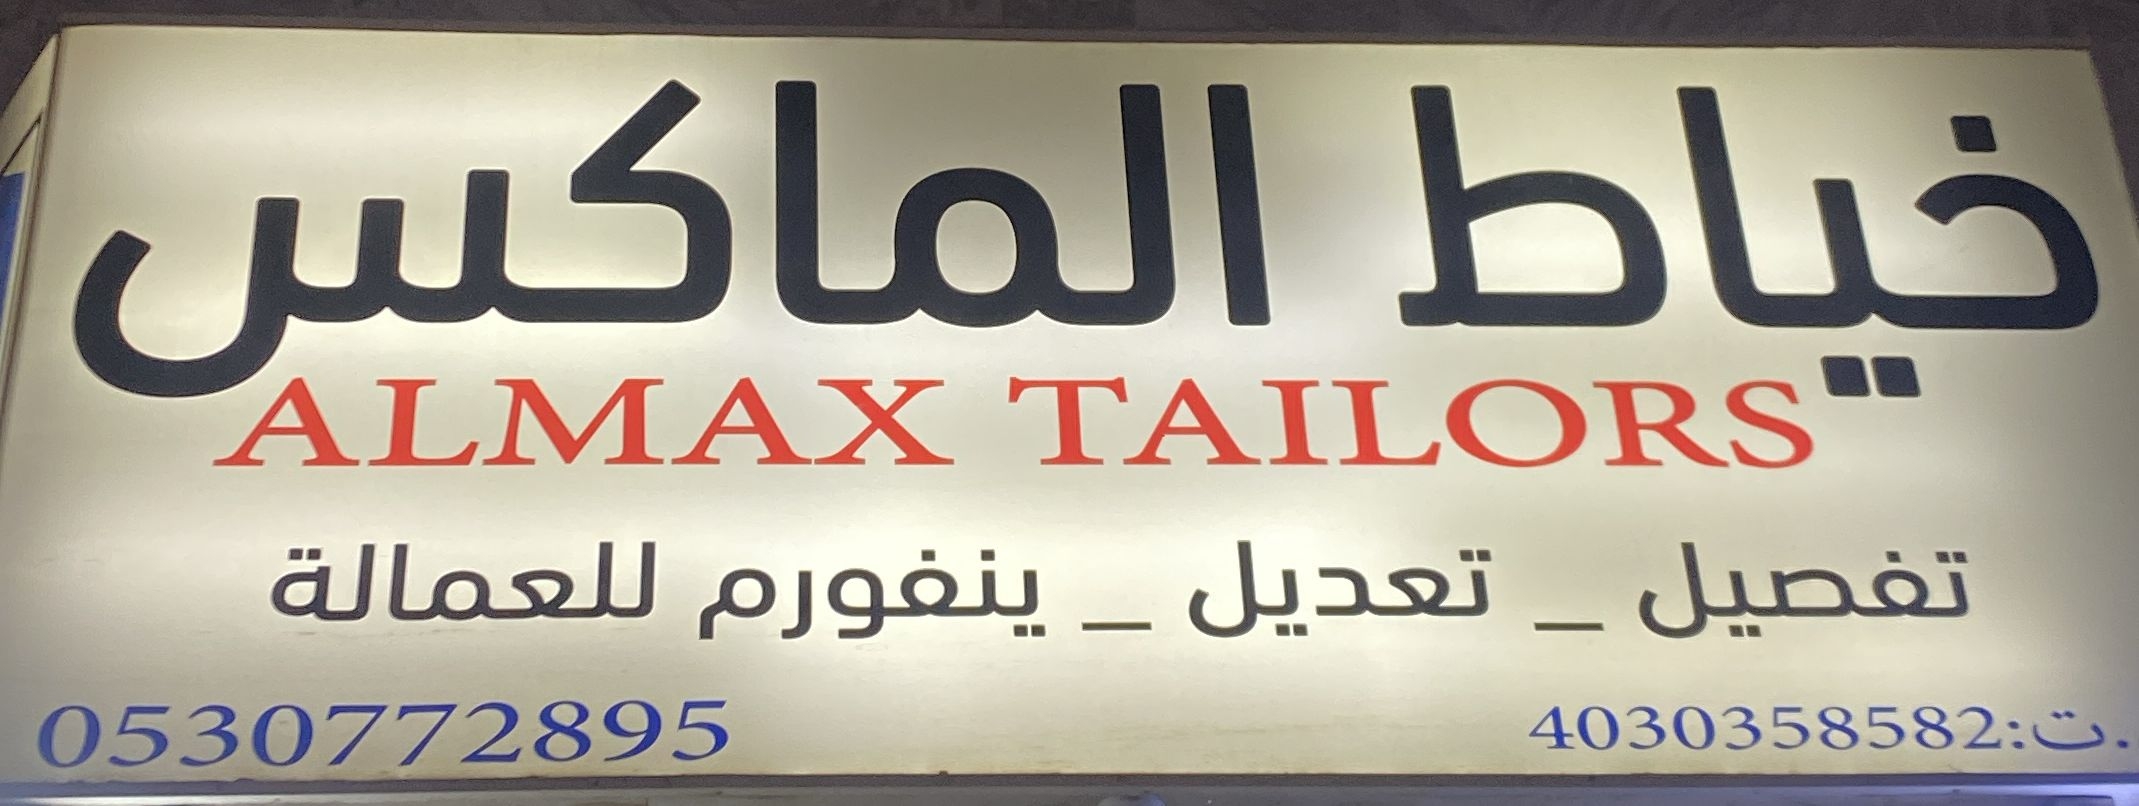 خياط الماكس
ALMAX TAILORS
تفصيل _ تعديل _ ينفورم للعمالة
.ت:4030358582
0530772895